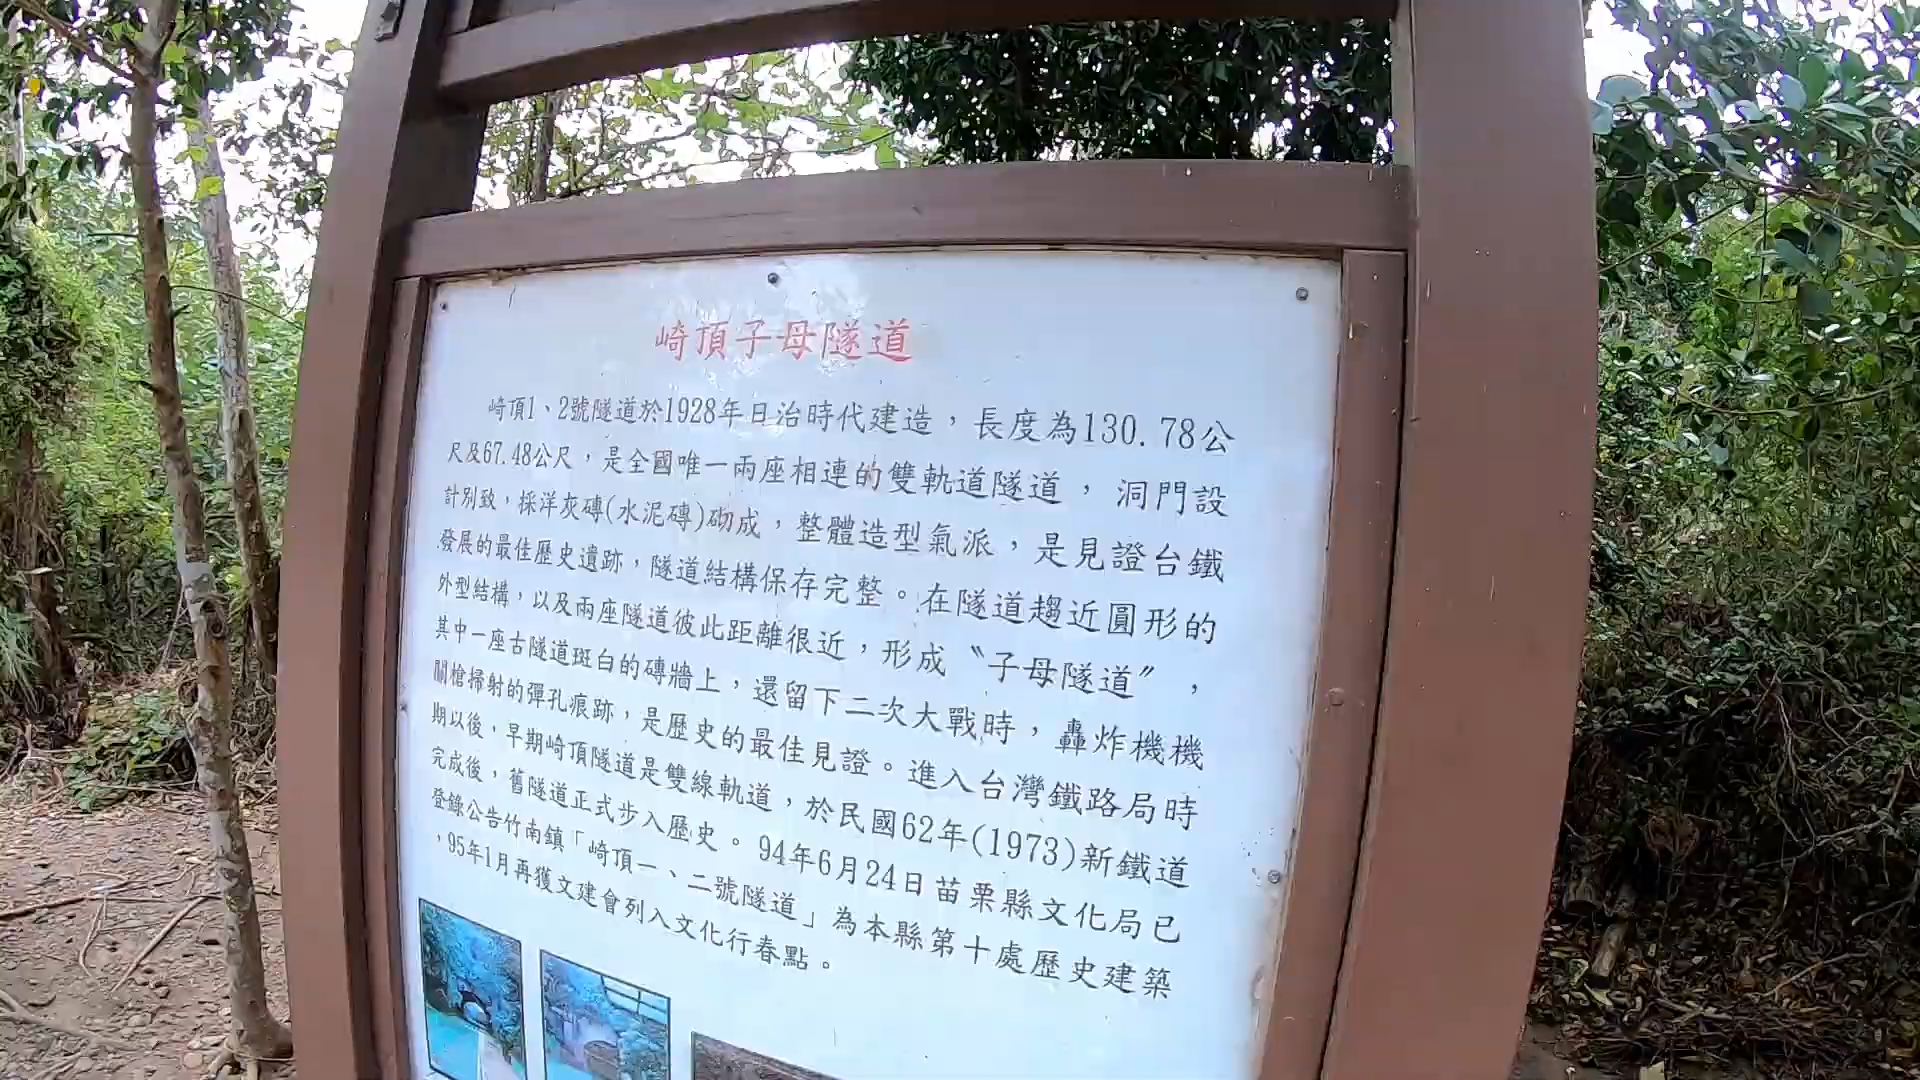 崎頂子母隧道
崎頂1、2號隧道於1928年日治時代建造，長度為130.78公
尺及67.48公尺，是全國唯一兩座相連的雙軌道隧道， 洞門設
計別致，採洋灰磚(水泥磚)砌成，整體造型氣派，是見證台鐵
發展的最佳歷史遺跡，隧道結構保存完整。在隧道趨近圓形的
外型結構，以及兩座隧道彼此距離很近，形成〝子母隧道〞，
其中一座古隧道斑白的磚牆上，還留下二次大戰時，轟炸機機
關槍掃射的彈孔痕跡，是歷史的最佳見證。進入台灣鐵路局時
期以後，早期崎頂隧道是雙線軌道，於民國62年(1973)新鐵道
完成後，舊隧道正式步入歷史。94年6月24日苗栗縣文化局已
登錄公告竹南鎮「崎頂一、二號隧道」為本縣第十處歷史建築
，95年1月再獲文建會列入文化行春點。